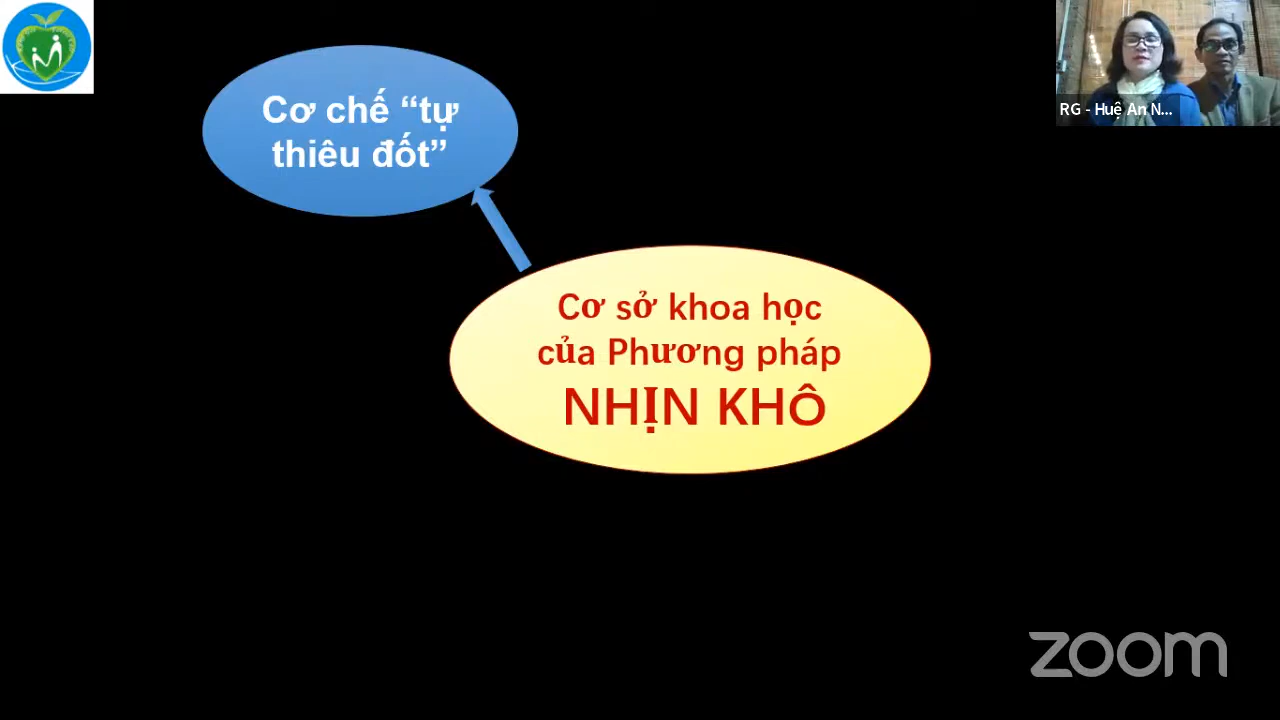 Cơ chế “tự
thiêu đốt”
RG - Huệ An N...
Cơ sở khoa học
của Phương pháp
NHỊN KHÔ
zoom